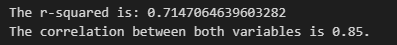 The r-squared is: 0.7147064639603282
The correlation between both variables is 0.85.